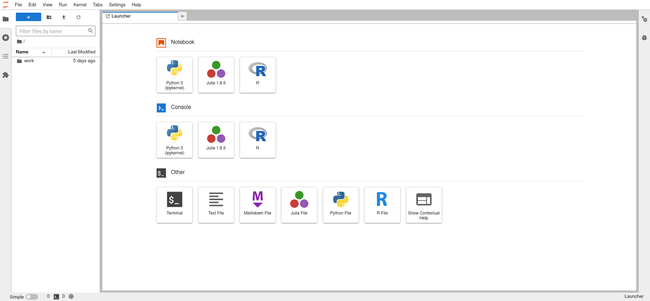 File Edit View Run Kernel Tabs Settings Help
Launcher
Filter files by name
/
Name Last Modified
work 5 days ago
Notebook
Python 3 (ipykernel) Julia 1.8.5 R
Console
Python 3 (ipykernel) Julia 1.8.5 R
Other
$_ Terminal Text File Markdown File Julia File Python File R File Show Contextual Help
Simple 0 0 Launcher